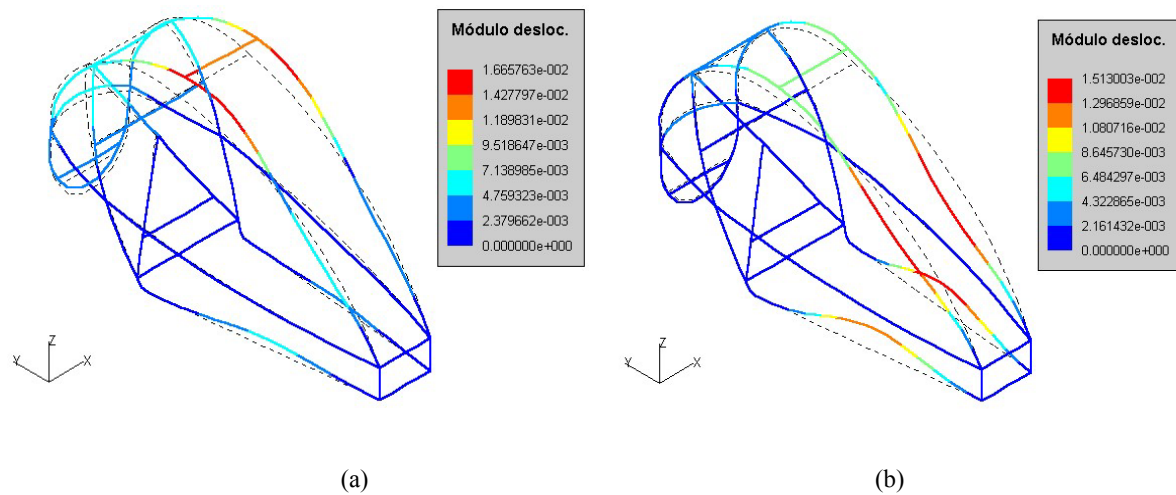 Módulo desloc.
1.665763e-002
1.427797e-002
1.189831e-002
9.518647e-003
7.138985e-003
4.759323e-003
2.379662e-003
0.000000e+000
Z
Y
X
(a)
Módulo desloc.
1.513003e-002
1.296859e-002
1.080716e-002
8.645730e-003
6.484297e-003
4.322865e-003
2.161432e-003
0.000000e+000
Z
Y
X
(b)